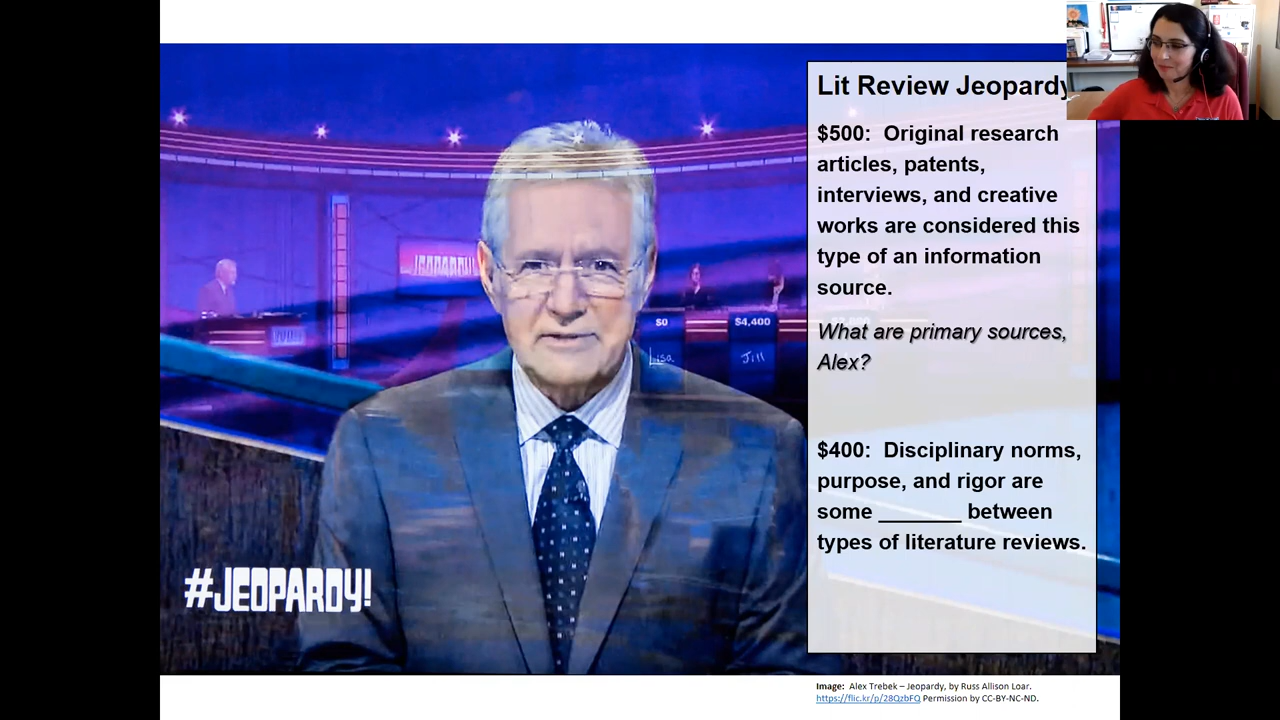 Lit Review Jeopardy
$500: Original research
articles, patents,
interviews, and creative
works are considered this
type of an information
source.
What are primary sources,
Alex?
$400: Disciplinary norms,
purpose, and rigor are
some _______ between
types of literature reviews.
JEOPARDY!
$0
$4,400
Lisa
Jill
#JEOPARDY!
Image: Alex Trebek – Jeopardy, by Russ Allison Loar.
https://flic.kr/p/28QzbFQ Permission by CC-BY-NC-ND.